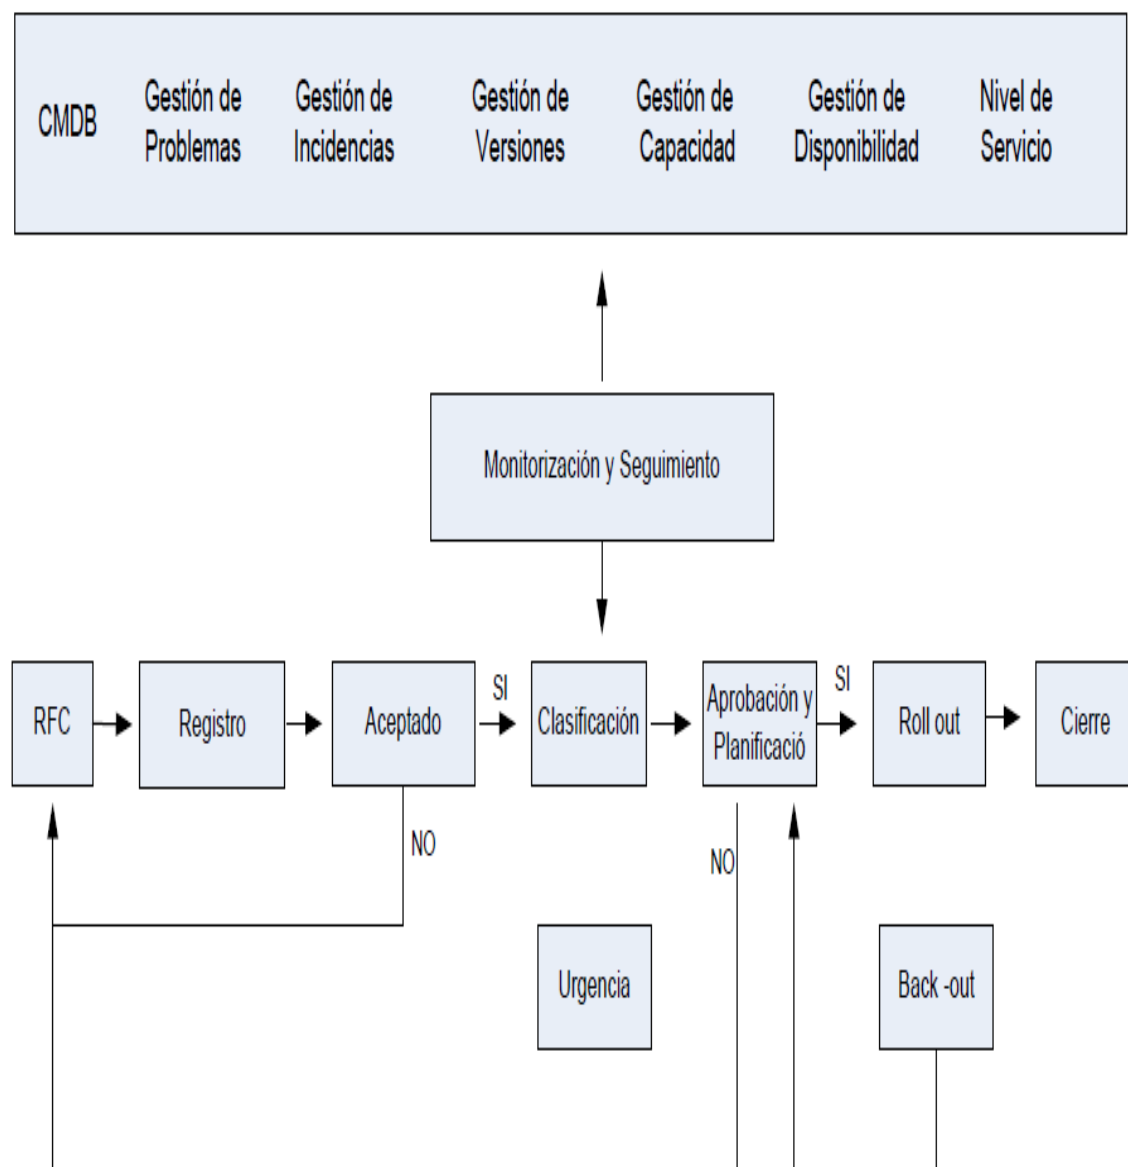 CMDB
Gestión de
Problemas
Gestión de
Incidencias
Gestión de
Versiones
Gestión de
Capacidad
Gestión de
Disponibilidad
Nivel de
Servicio
Monitorización y Seguimiento
RFC
Registro
Aceptado
SI
Clasificación
Aprobación y
Planificació
SI
Roll out
Cierre
NO
NO
Urgencia
Back -out